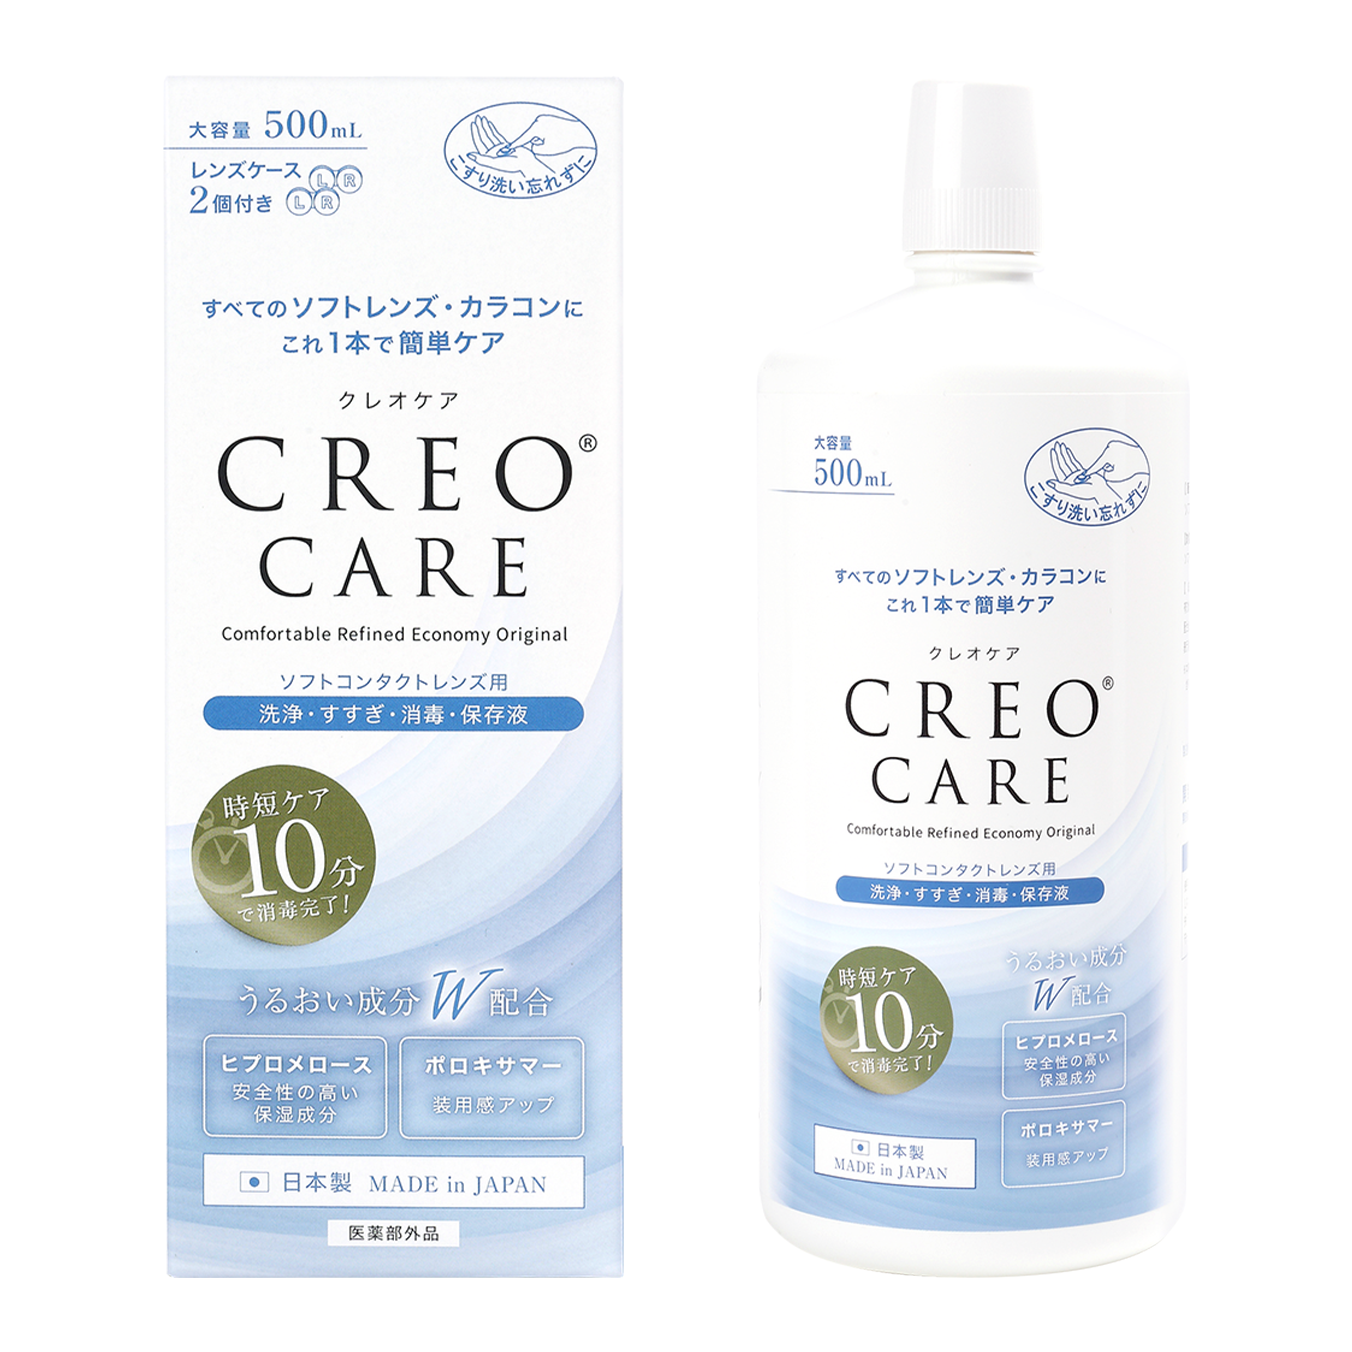 大容量 500mL
レンズケース
2個付き
L R
L R
こすり洗い忘れずに
すべてのソフトレンズ・カラコンに
これ1本で簡単ケア
クレオケア
CREO®
CARE
Comfortable Refined Economy Original
ソフトコンタクトレンズ用
洗浄・すすぎ・消毒・保存液
時短ケア
10分
で消毒完了!
うるおい成分W配合
ヒプロメロース
安全性の高い
保湿成分
ポロキサマー
装用感アップ
日本製 MADE in JAPAN
医薬部外品
大容量
500mL
こすり洗い忘れずに
すべてのソフトレンズ・カラコンに
これ1本で簡単ケア
クレオケア
CREO®
CARE
Comfortable Refined Economy Original
ソフトコンタクトレンズ用
洗浄・すすぎ・消毒・保存液
時短ケア
10分
で消毒完了!
うるおい成分
W配合
ヒプロメロース
安全性の高い
保湿成分
ポロキサマー
装用感アップ
日本製
MADE in JAPAN